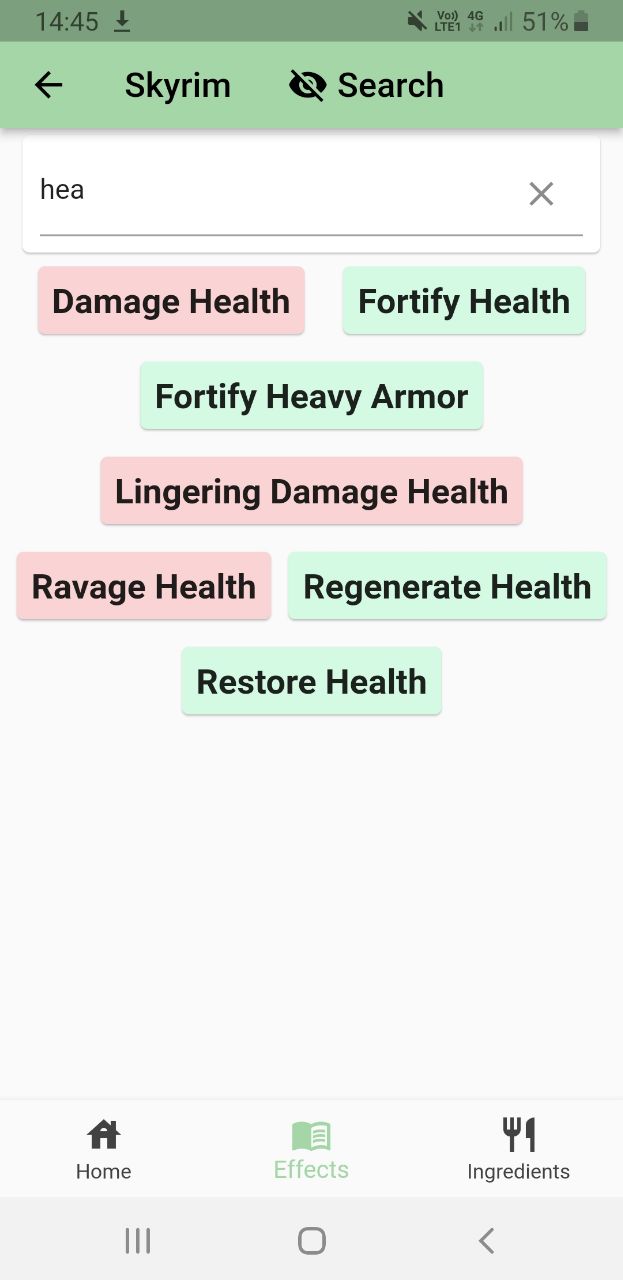 14:45 Vo) LTE1 4G 51%
Skyrim Search
hea
Damage Health Fortify Health
Fortify Heavy Armor
Lingering Damage Health
Ravage Health Regenerate Health
Restore Health
Home Effects Ingredients